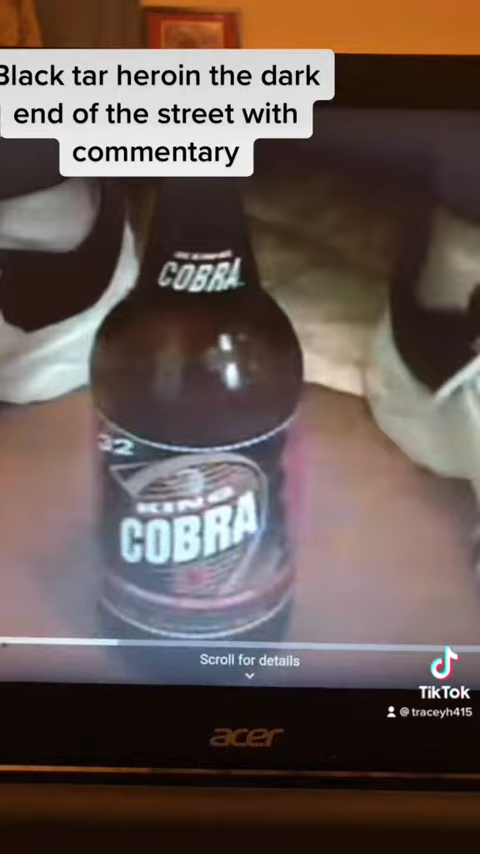 Black tar heroin the dark
end of the street with
commentary
COBRA
32
KING
COBRA
Scroll for details
TikTok
@traceyh415
acer